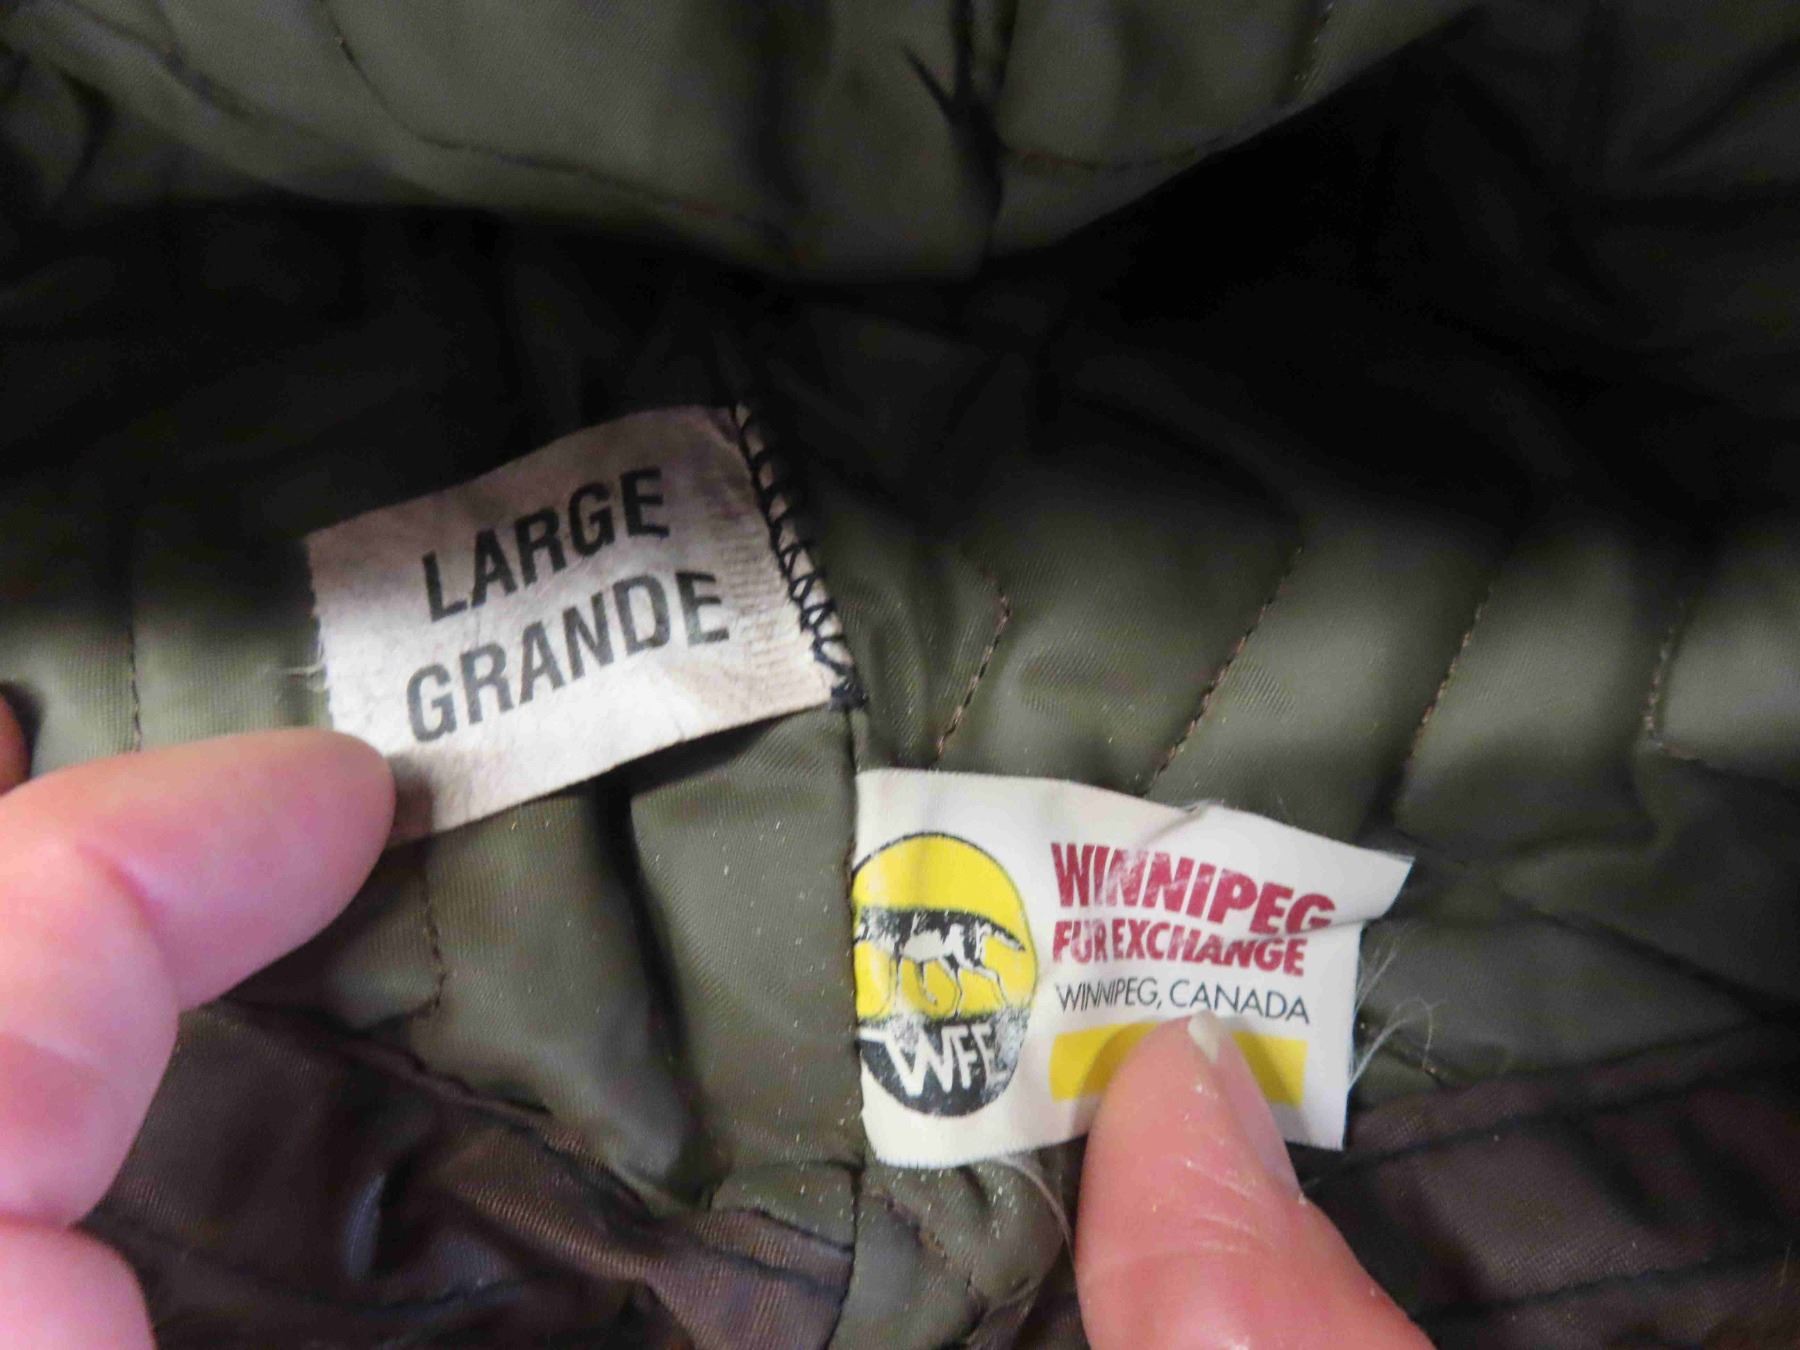 LARGE
GRANDE
WINNIPEG
FUR EXCHANGE
WINNIPEG, CANADA
WFE